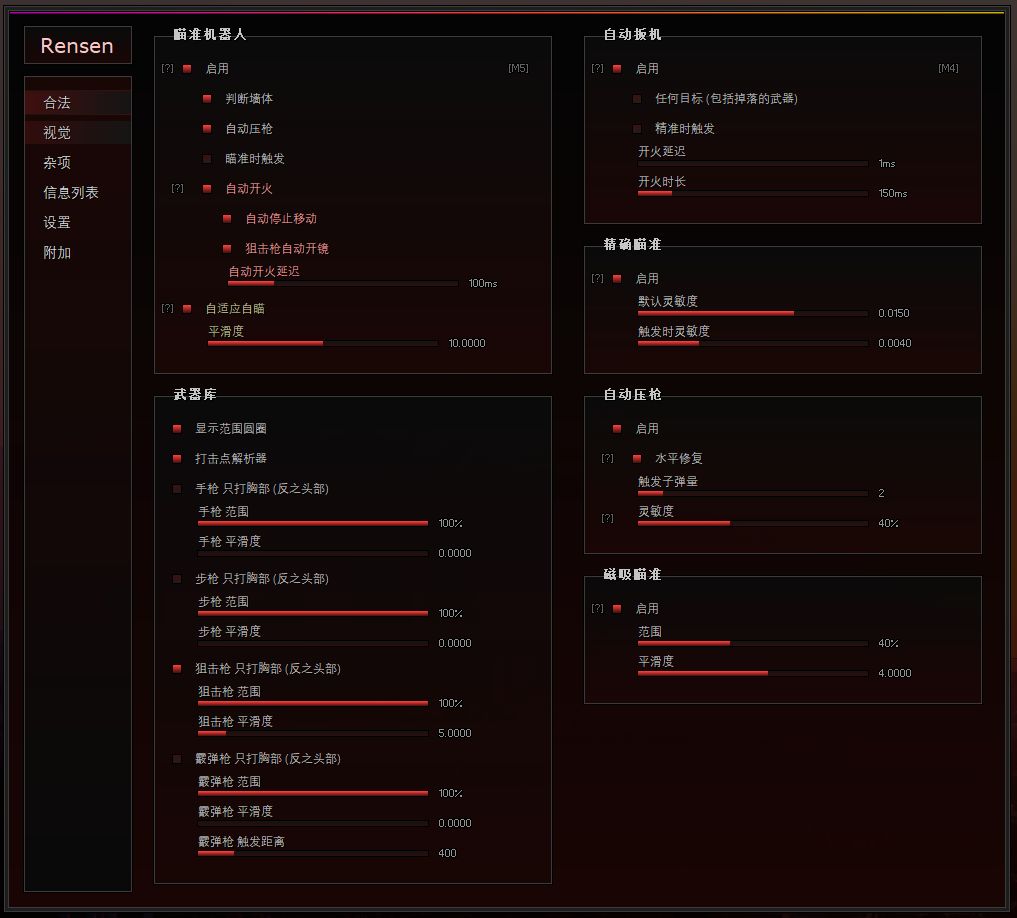 Rensen
合法
视觉
杂项
信息列表
设置
附加
瞄准机器人
[?] 启用 [M5]
判断墙体
自动压枪
瞄准时触发
[?] 自动开火
自动停止移动
狙击枪自动开镜
自动开火延迟
100ms
[?] 自适应自瞄
平滑度
10.0000
武器库
显示范围圆圈
打击点解析器
手枪 只打胸部 (反之头部)
手枪 范围
100%
手枪 平滑度
0.0000
步枪 只打胸部 (反之头部)
步枪 范围
100%
步枪 平滑度
0.0000
狙击枪 只打胸部 (反之头部)
狙击枪 范围
100%
狙击枪 平滑度
5.0000
霰弹枪 只打胸部 (反之头部)
霰弹枪 范围
100%
霰弹枪 平滑度
0.0000
霰弹枪 触发距离
400
自动扳机
[?] 启用 [M4]
任何目标 (包括掉落的武器)
精准时触发
开火延迟
1ms
开火时长
150ms
精确瞄准
[?] 启用
默认灵敏度
0.0150
触发时灵敏度
0.0040
自动压枪
启用
[?] 水平修复
触发子弹量
2
[?] 灵敏度
40%
磁吸瞄准
[?] 启用
范围
40%
平滑度
4.0000